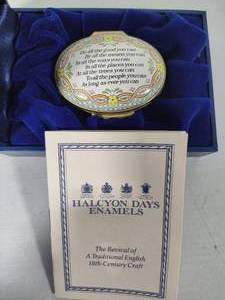 Do all the good you can
By all the means you can
In all the ways you can
In all the places you can
At all the times you can
To all the people you can
As long as ever you can
HALCYON DAYS
ENAMELS
The Revival of
A Traditional English
18th-Century Craft